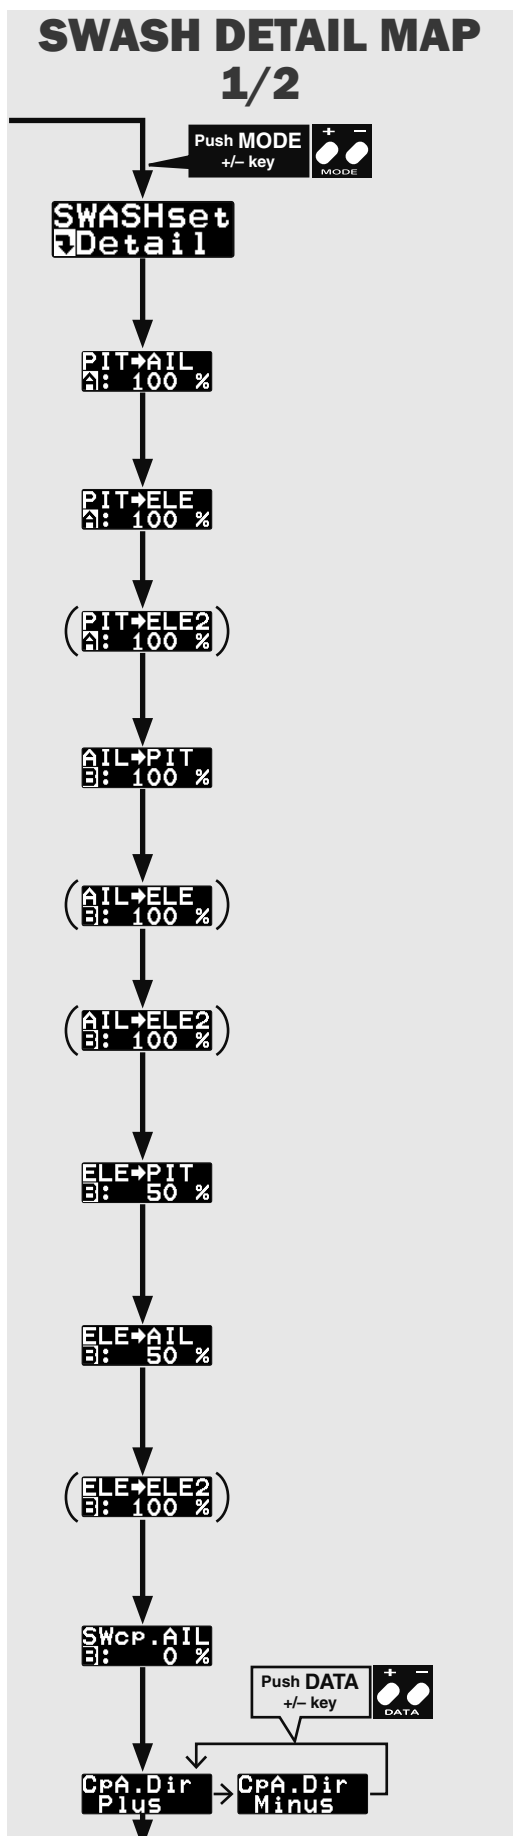 SWASH DETAIL MAP
1/2
Push MODE
+/– key
+ –
MODE
SWASHset
Detail
PIT➡AIL
A: 100 %
PIT➡ELE
A: 100 %
(PIT➡ELE2
A: 100 %)
AIL➡PIT
B: 100 %
(AIL➡ELE
B: 100 %)
(AIL➡ELE2
B: 100 %)
ELE➡PIT
B: 50 %
ELE➡AIL
B: 50 %
(ELE➡ELE2
B: 100 %)
SWcp.AIL
B: 0 %
Push DATA
+/– key
+ –
DATA
CpA.Dir
Plus
CpA.Dir
Minus